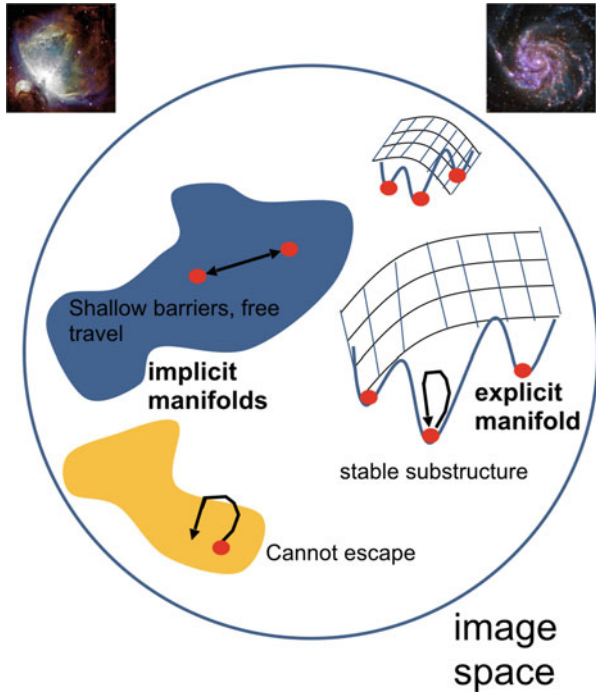 Shallow barriers, free
travel
implicit
manifolds
explicit
manifold
stable substructure
Cannot escape
image
space